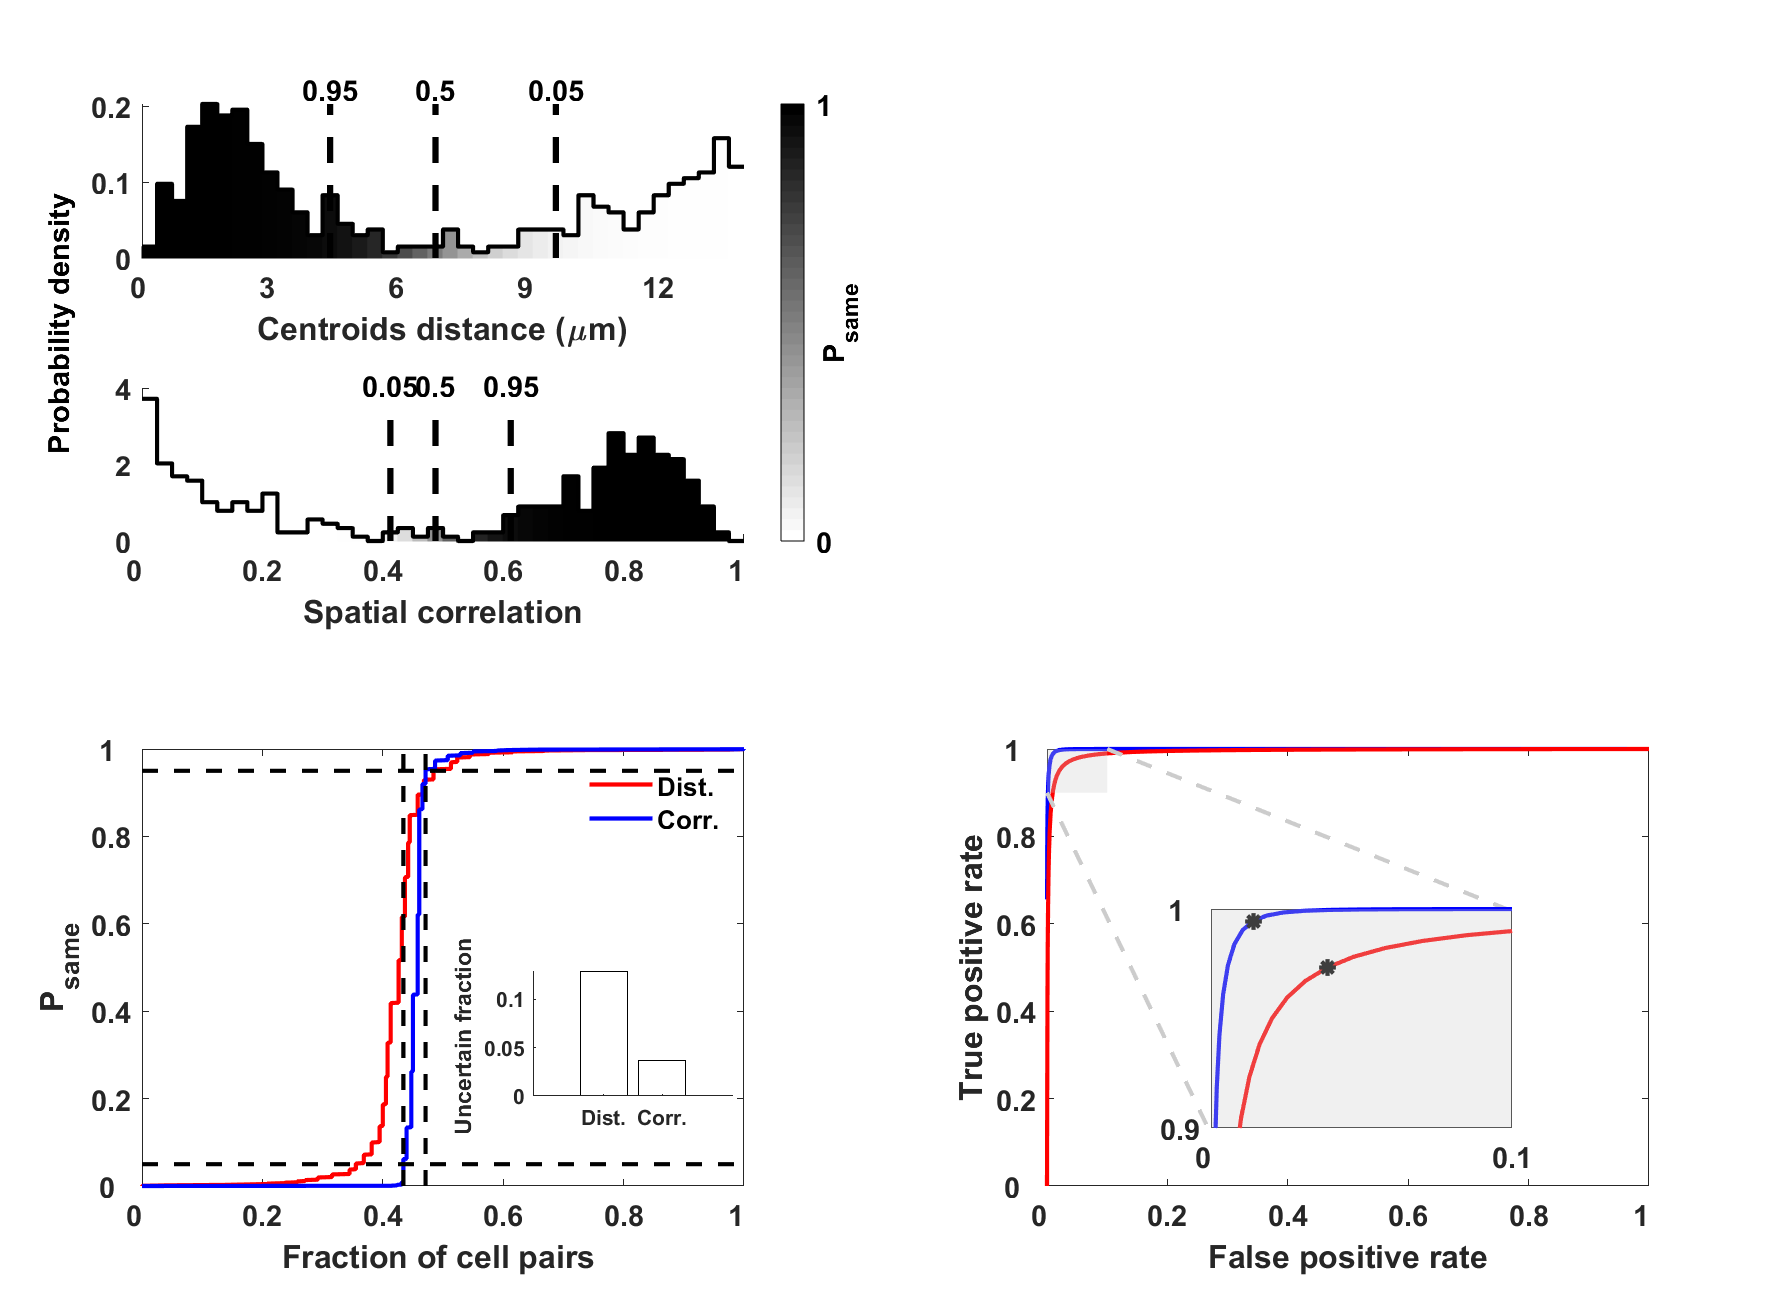 0.95 0.5 0.05
0.2
0.1
0
0 3 6 9 12
Centroids distance (μm)
Probability density
1
0
P same
0.05 0.5 0.95
4
2
0
0 0.2 0.4 0.6 0.8 1
Spatial correlation
1
0.8
0.6
0.4
0.2
0
P same
0 0.2 0.4 0.6 0.8 1
Fraction of cell pairs
Dist.
Corr.
Uncertain fraction
0.1
0.05
0
Dist. Corr.
1
0.8
0.6
0.4
0.2
0
True positive rate
0 0.2 0.4 0.6 0.8 1
False positive rate
1
0.9
0 0.1